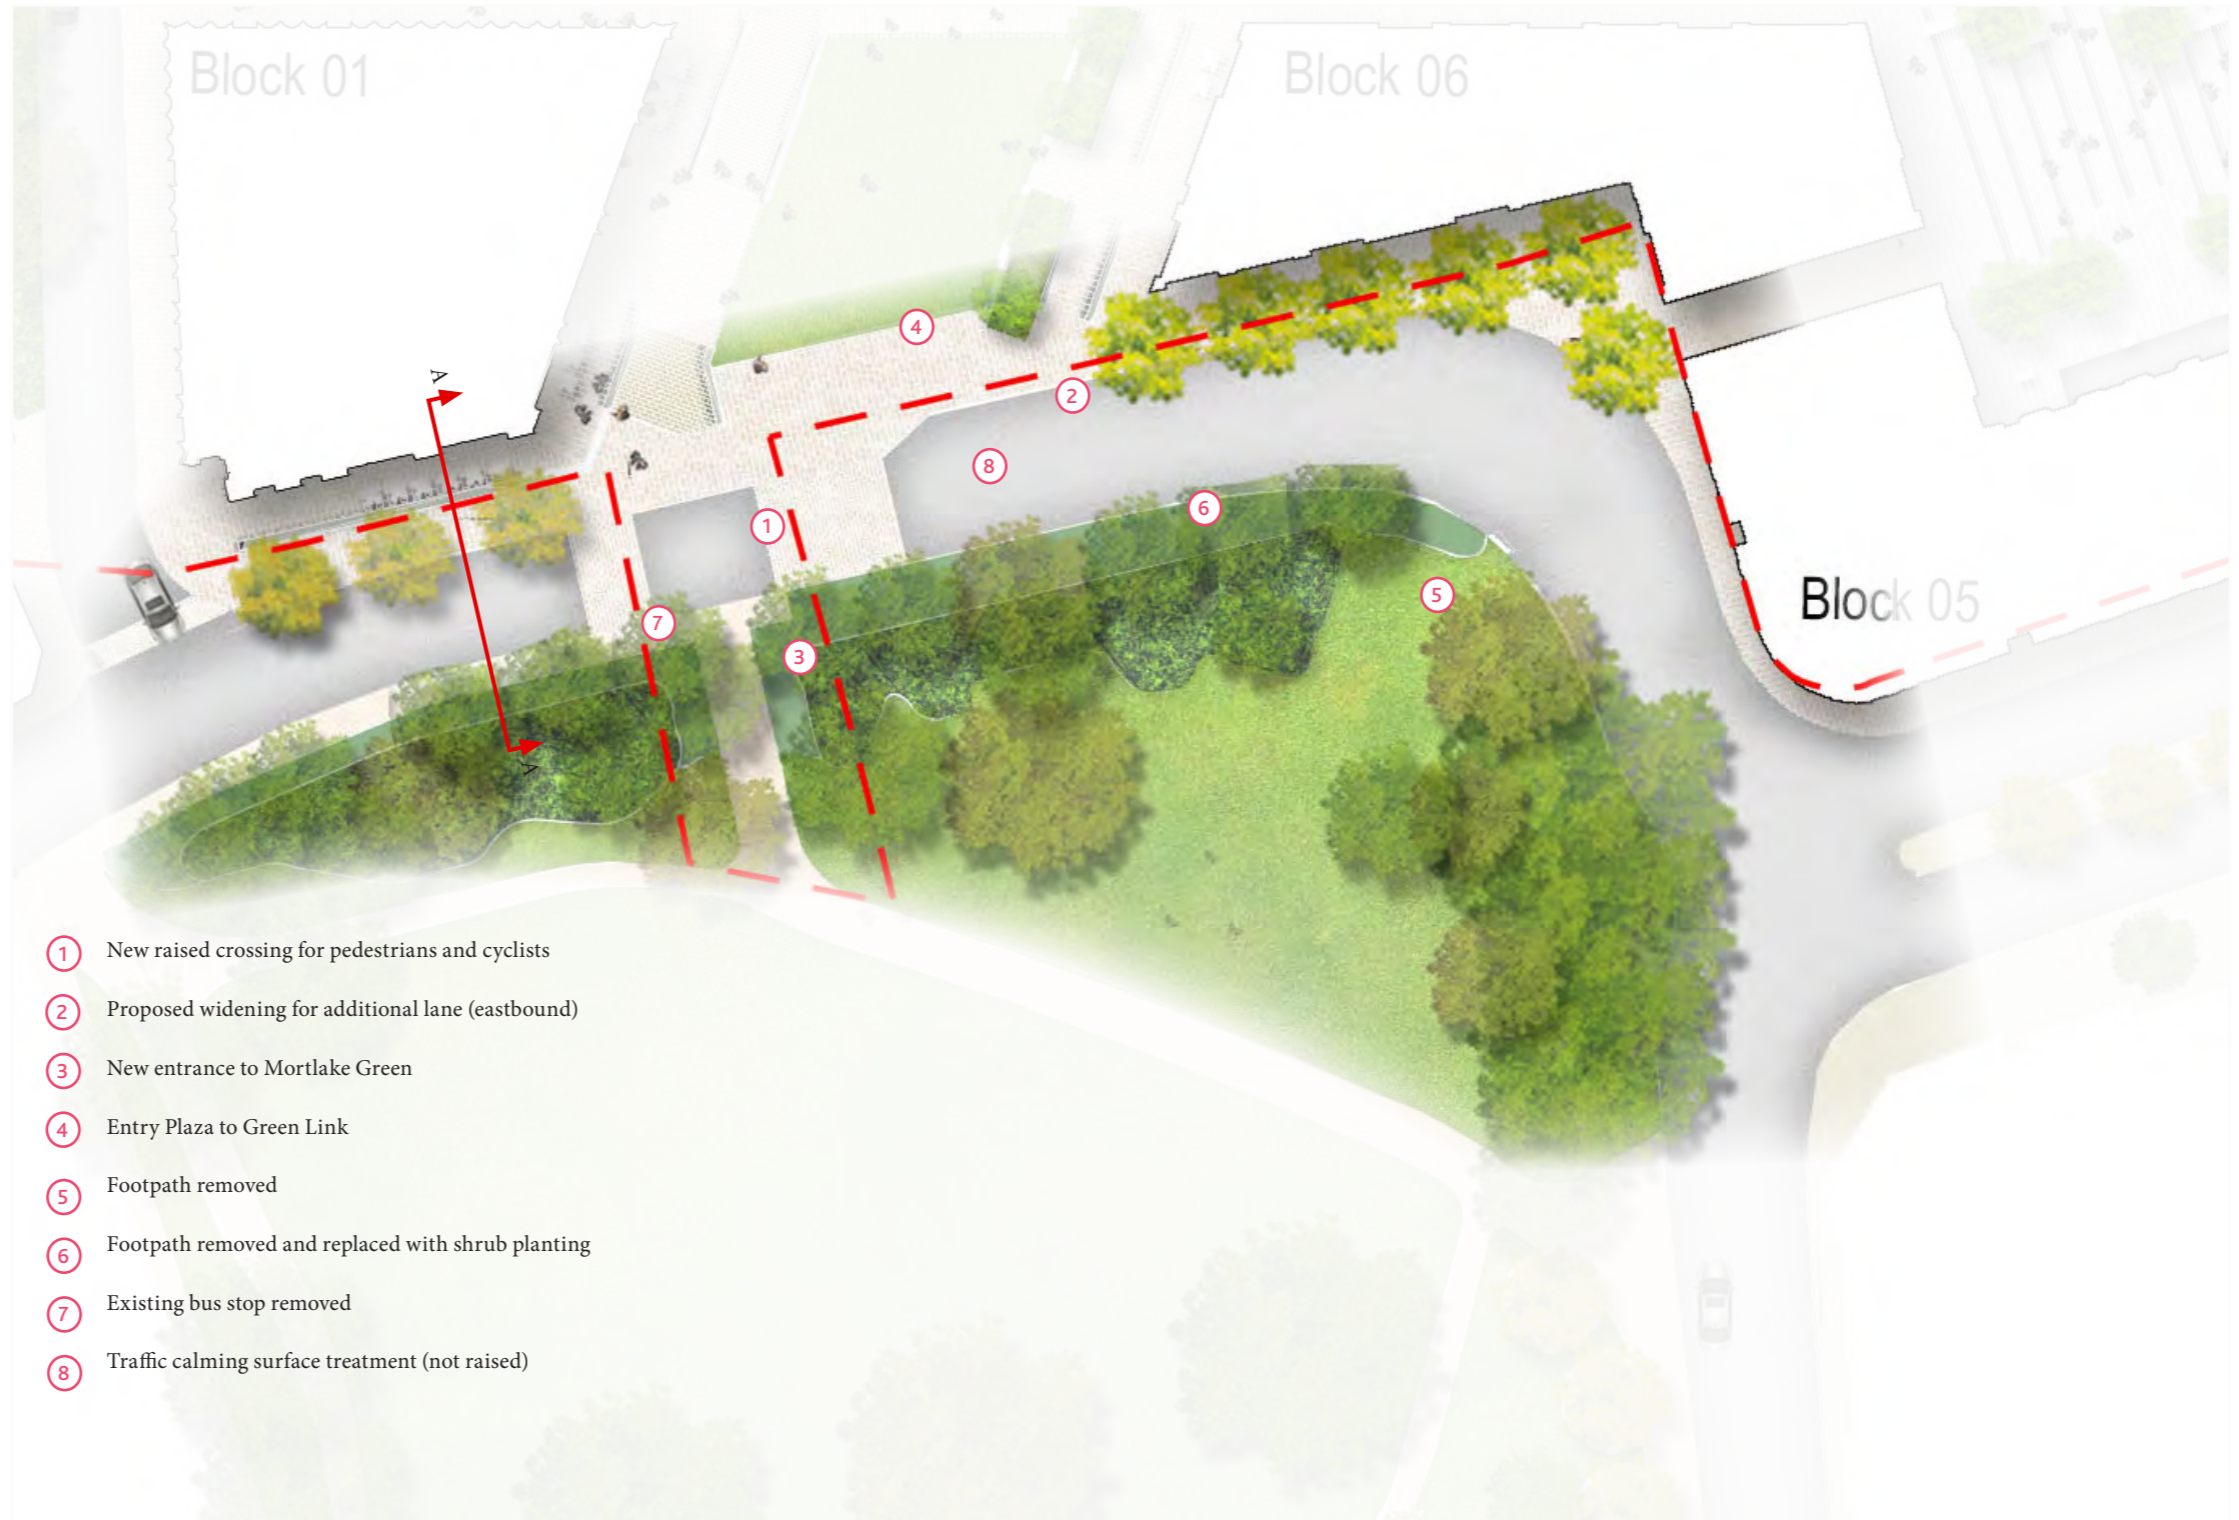 Block 01
Block 06
4
A
2
8
6
1
5
Block 05
7
3
A
1 New raised crossing for pedestrians and cyclists
2 Proposed widening for additional lane (eastbound)
3 New entrance to Mortlake Green
4 Entry Plaza to Green Link
5 Footpath removed
6 Footpath removed and replaced with shrub planting
7 Existing bus stop removed
8 Traffic calming surface treatment (not raised)